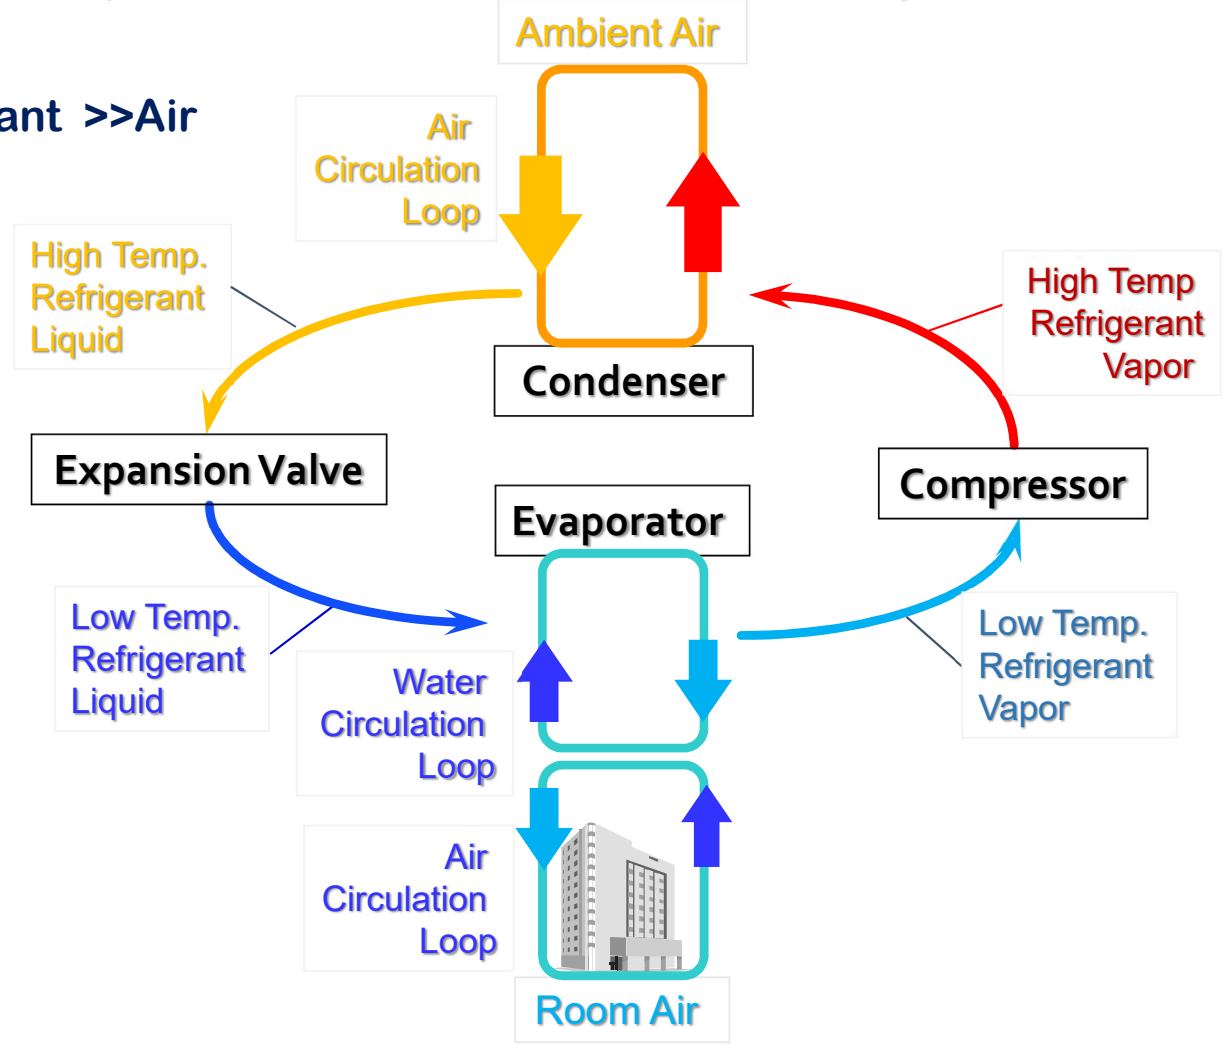 Ambient Air
ant >>Air
Air
Circulation
Loop
High Temp.
Refrigerant
Liquid
High Temp
Refrigerant
Vapor
Condenser
Expansion Valve
Compressor
Evaporator
Low Temp.
Refrigerant
Liquid
Water
Circulation
Loop
Low Temp.
Refrigerant
Vapor
Air
Circulation
Loop
Room Air